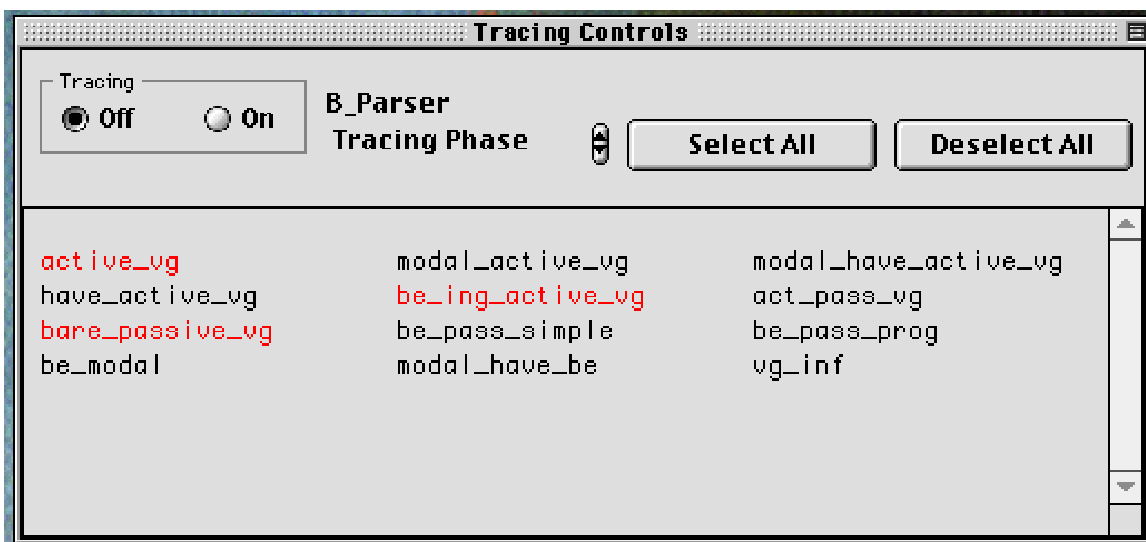 Tracing Controls
Tracing
Off On
B_Parser
Tracing Phase
Select All Deselect All
active_vg modal_active_vg modal_have_active_vg
have_active_vg be_ing_active_vg act_pass_vg
bare_passive_vg be_pass_simple be_pass_prog
be_modal modal_have_be vg_inf